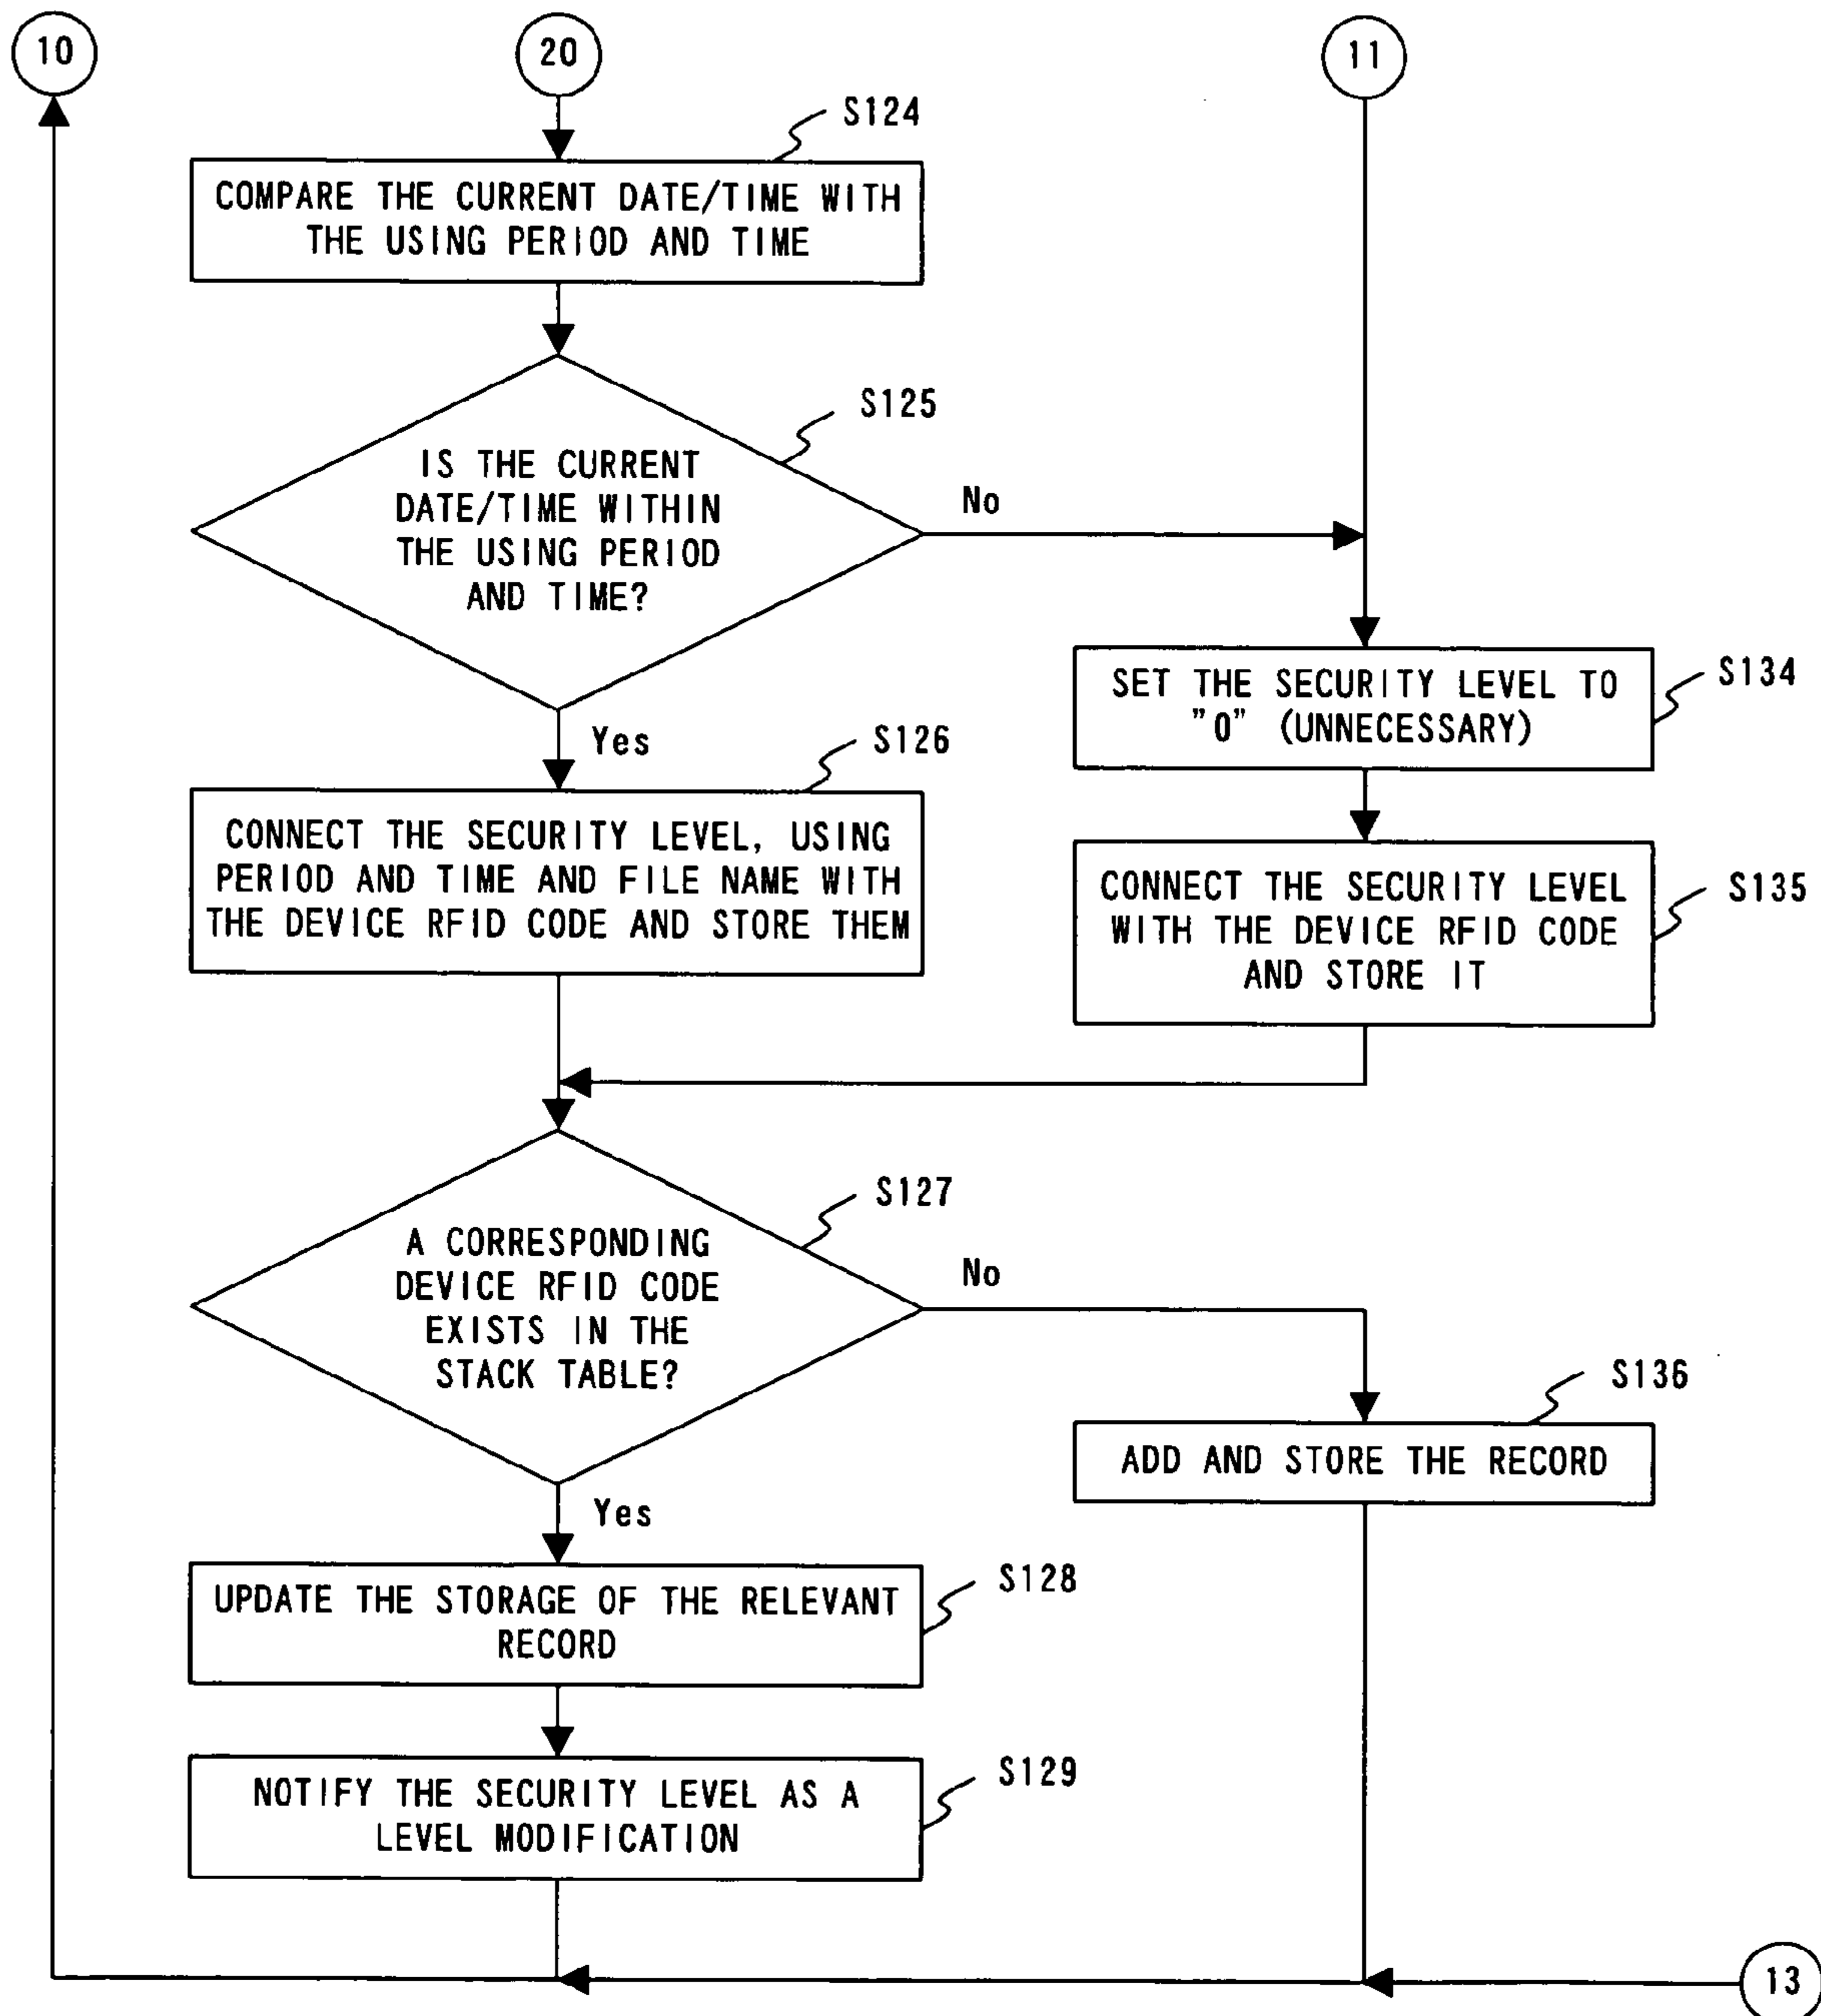 10
20
11
S124
COMPARE THE CURRENT DATE/TIME WITH
THE USING PERIOD AND TIME
S125
IS THE CURRENT
DATE/TIME WITHIN
THE USING PERIOD
AND TIME?
No
Yes
S134
SET THE SECURITY LEVEL TO
"0" (UNNECESSARY)
S126
CONNECT THE SECURITY LEVEL, USING
PERIOD AND TIME AND FILE NAME WITH
THE DEVICE RFID CODE AND STORE THEM
S135
CONNECT THE SECURITY LEVEL
WITH THE DEVICE RFID CODE
AND STORE IT
S127
A CORRESPONDING
DEVICE RFID CODE
EXISTS IN THE
STACK TABLE?
No
Yes
S136
ADD AND STORE THE RECORD
S128
UPDATE THE STORAGE OF THE RELEVANT
RECORD
S129
NOTIFY THE SECURITY LEVEL AS A
LEVEL MODIFICATION
13